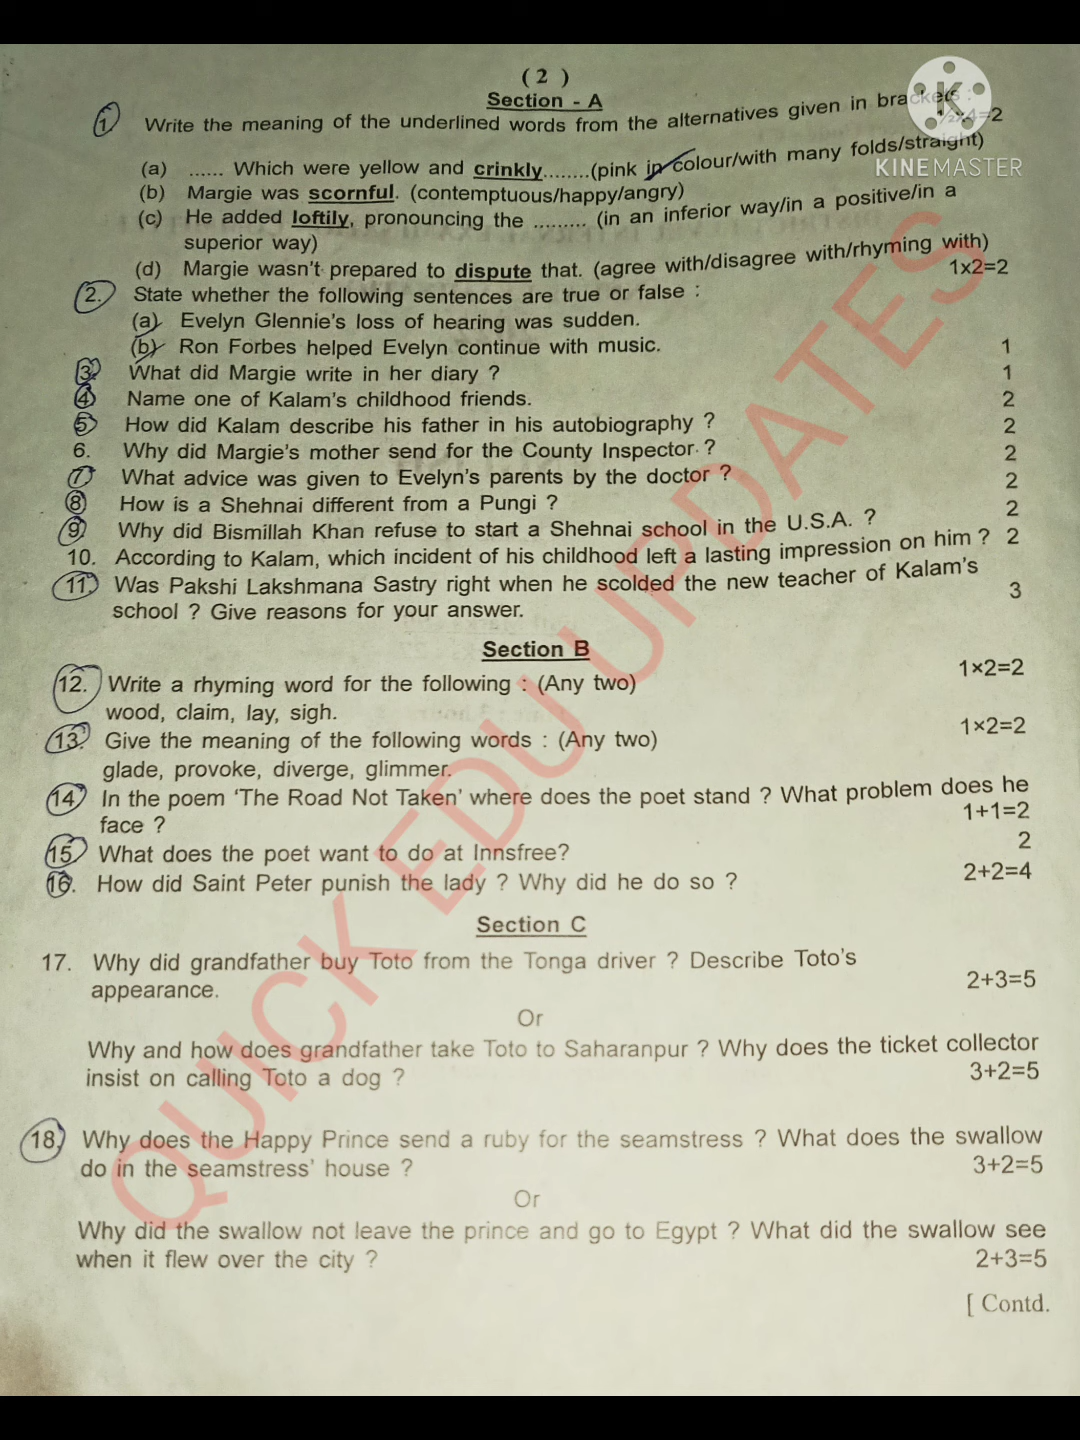 ( 2 )
Section - A
1. Write the meaning of the underlined words from the alternatives given in brackets :
½×4=2
(a) ...... Which were yellow and crinkly........(pink in colour/with many folds/straight)
KINEMASTER
(b) Margie was scornful. (contemptuous/happy/angry)
(c) He added loftily, pronouncing the ......... (in an inferior way/in a positive/in a
superior way)
(d) Margie wasn't prepared to dispute that. (agree with/disagree with/rhyming with)
2. State whether the following sentences are true or false : 1x2=2
(a) Evelyn Glennie's loss of hearing was sudden.
(b) Ron Forbes helped Evelyn continue with music.
3. What did Margie write in her diary ? 1
4. Name one of Kalam's childhood friends. 1
5. How did Kalam describe his father in his autobiography ? 2
6. Why did Margie's mother send for the County Inspector ? 2
7. What advice was given to Evelyn's parents by the doctor ? 2
8. How is a Shehnai different from a Pungi ? 2
9. Why did Bismillah Khan refuse to start a Shehnai school in the U.S.A. ? 2
10. According to Kalam, which incident of his childhood left a lasting impression on him ? 2
11. Was Pakshi Lakshmana Sastry right when he scolded the new teacher of Kalam's
school ? Give reasons for your answer. 3
Section B
12. Write a rhyming word for the following : (Any two) 1×2=2
wood, claim, lay, sigh.
13. Give the meaning of the following words : (Any two) 1×2=2
glade, provoke, diverge, glimmer.
14. In the poem 'The Road Not Taken' where does the poet stand ? What problem does he
face ? 1+1=2
15. What does the poet want to do at Innsfree? 2
16. How did Saint Peter punish the lady ? Why did he do so ? 2+2=4
Section C
17. Why did grandfather buy Toto from the Tonga driver ? Describe Toto's
appearance. 2+3=5
Or
Why and how does grandfather take Toto to Saharanpur ? Why does the ticket collector
insist on calling Toto a dog ? 3+2=5
18. Why does the Happy Prince send a ruby for the seamstress ? What does the swallow
do in the seamstress' house ? 3+2=5
Or
Why did the swallow not leave the prince and go to Egypt ? What did the swallow see
when it flew over the city ? 2+3=5
[ Contd.
QUICK EDU UPDATES